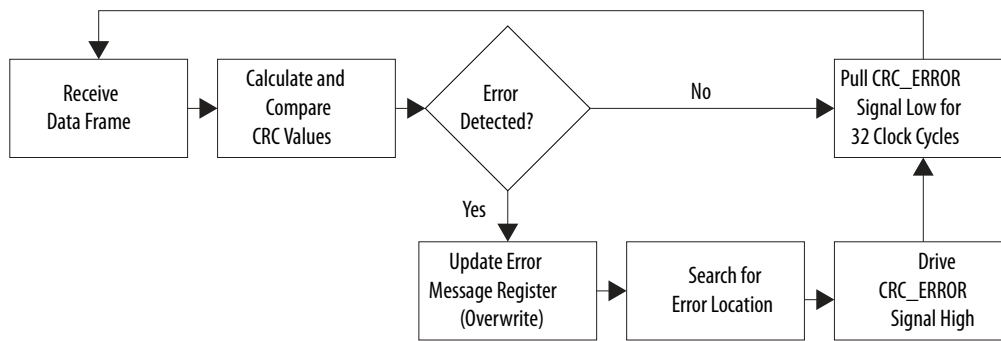 Receive
Data Frame
Calculate and
Compare
CRC Values
Error
Detected?
No
Pull CRC_ERROR
Signal Low for
32 Clock Cycles
Yes
Update Error
Message Register
(Overwrite)
Search for
Error Location
Drive
CRC_ERROR
Signal High